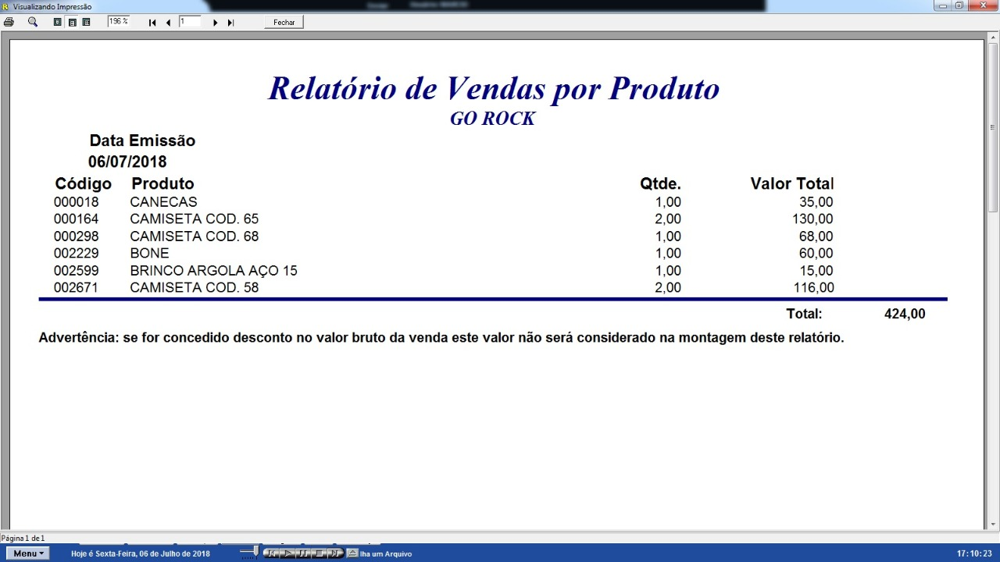 Visualizando Impressão
196 %
1
Fechar
Relatório de Vendas por Produto
GO ROCK
Data Emissão
06/07/2018
Código Produto Qtde. Valor Total
000018 CANECAS 1,00 35,00
000164 CAMISETA COD. 65 2,00 130,00
000298 CAMISETA COD. 68 1,00 68,00
002229 BONE 1,00 60,00
002599 BRINCO ARGOLA AÇO 15 1,00 15,00
002671 CAMISETA COD. 58 2,00 116,00
Total: 424,00
Advertência: se for concedido desconto no valor bruto da venda este valor não será considerado na montagem deste relatório.
Página 1 de 1
Menu Hoje é Sexta-Feira, 06 de Julho de 2018 lha um Arquivo 17:10:23